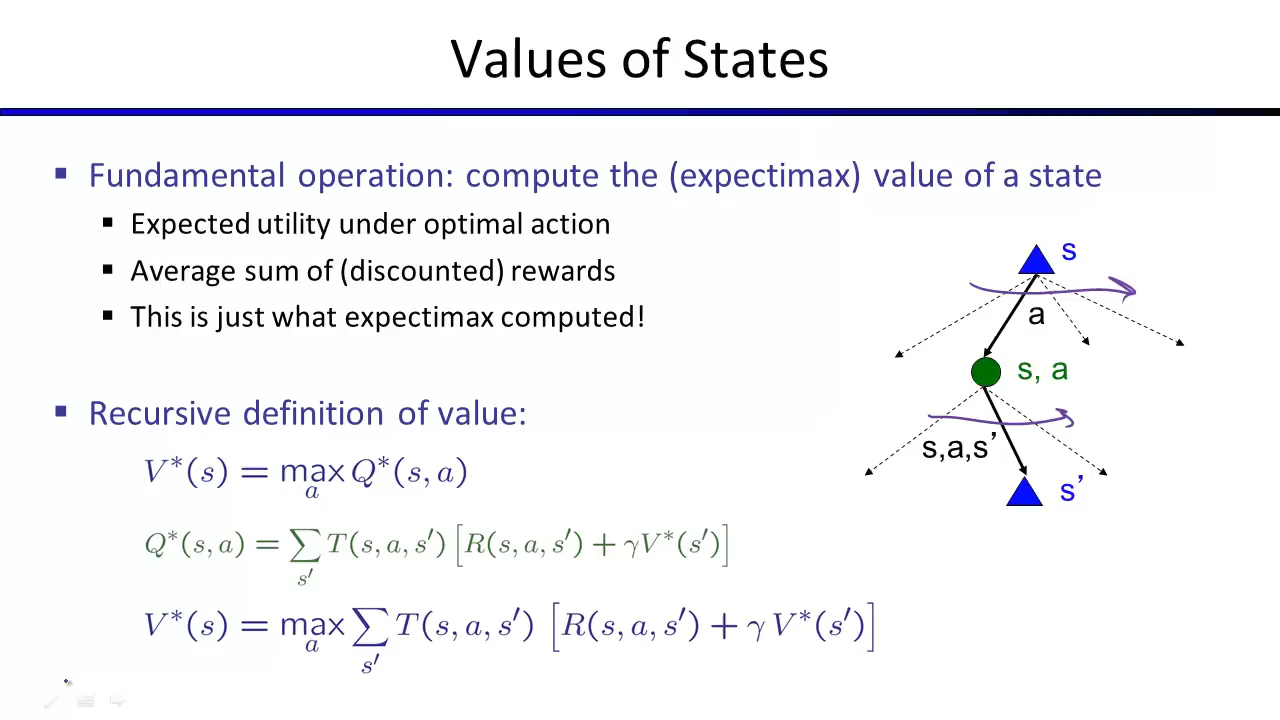 Values of States
▪ Fundamental operation: compute the (expectimax) value of a state
▪ Expected utility under optimal action
▪ Average sum of (discounted) rewards
▪ This is just what expectimax computed!
▪ Recursive definition of value:
V*(s) = max_a Q*(s, a)
Q*(s, a) = ∑_{s′} T(s, a, s′) [R(s, a, s′) + γV*(s′)]
V*(s) = max_a ∑_{s′} T(s, a, s′) [R(s, a, s′) + γ V*(s′)]
s
a
s, a
s,a,s’
s’